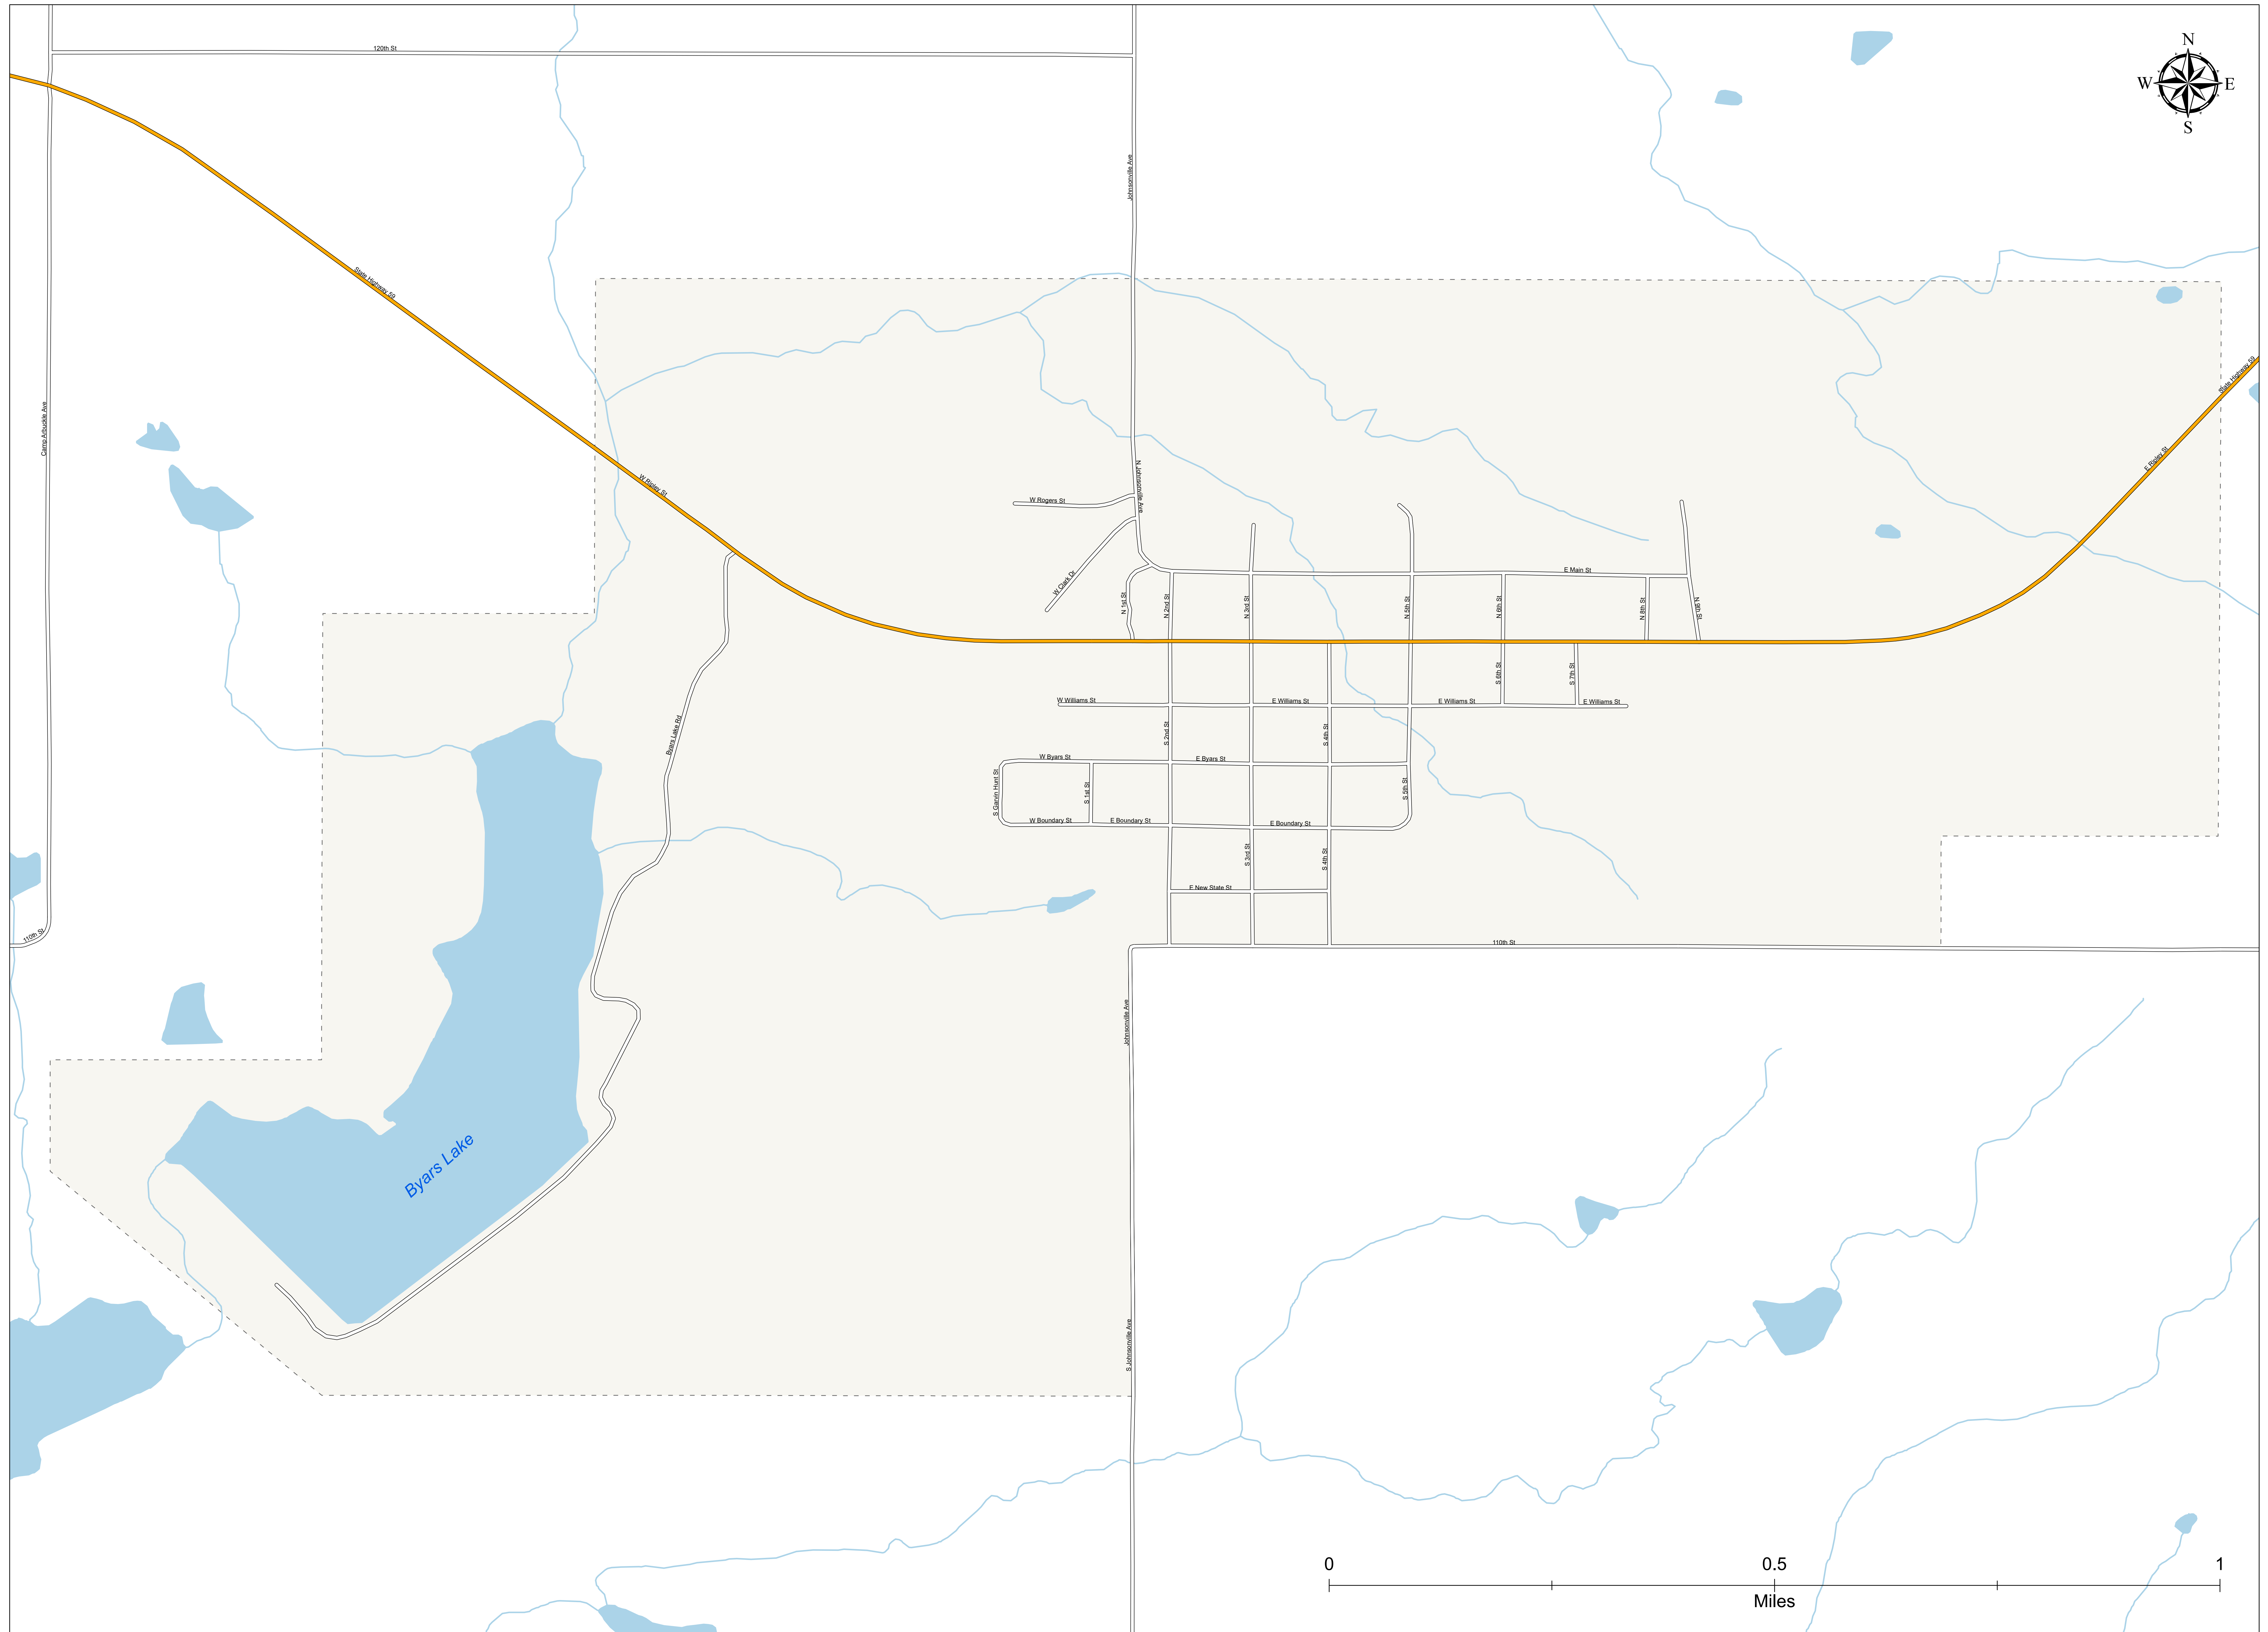 120th St
N
W E
S
Johnsonville Ave
State Highway 59
State Highway 59
Camp Arbuckle Ave
E Ripley St
W Ripley St
N Johnsonville Ave
W Rogers St
W Clark Dr
E Main St
N 1st St
N 2nd St
N 3rd St
N 5th St
N 6th St
N 8th St
N 9th St
S 6th St
S 7th St
W Williams St
E Williams St
E Williams St
E Williams St
Byars Lake Rd
S 2nd St
S 4th St
W Byars St
E Byars St
S Garvin Hunt St
S 1st St
S 5th St
W Boundary St
E Boundary St
E Boundary St
S 3rd St
S 4th St
E New State St
110th St
110th St
Johnsonville Ave
Byars Lake
S Johnsonville Ave
0 0.5 1
Miles